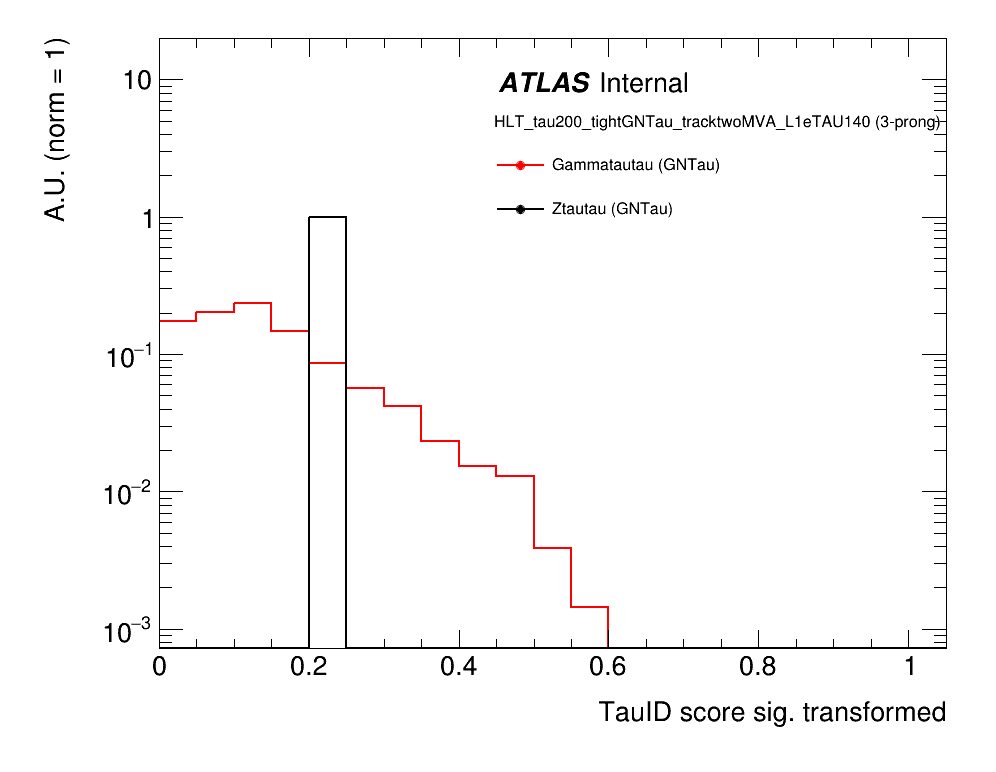 A.U. (norm = 1)
10
1
10⁻¹
10⁻²
10⁻³
ATLAS Internal
HLT_tau200_tightGNTau_tracktwoMVA_L1eTAU140 (3-prong)
Gammatautau (GNTau)
Ztautau (GNTau)
0 0.2 0.4 0.6 0.8 1
TauID score sig. transformed